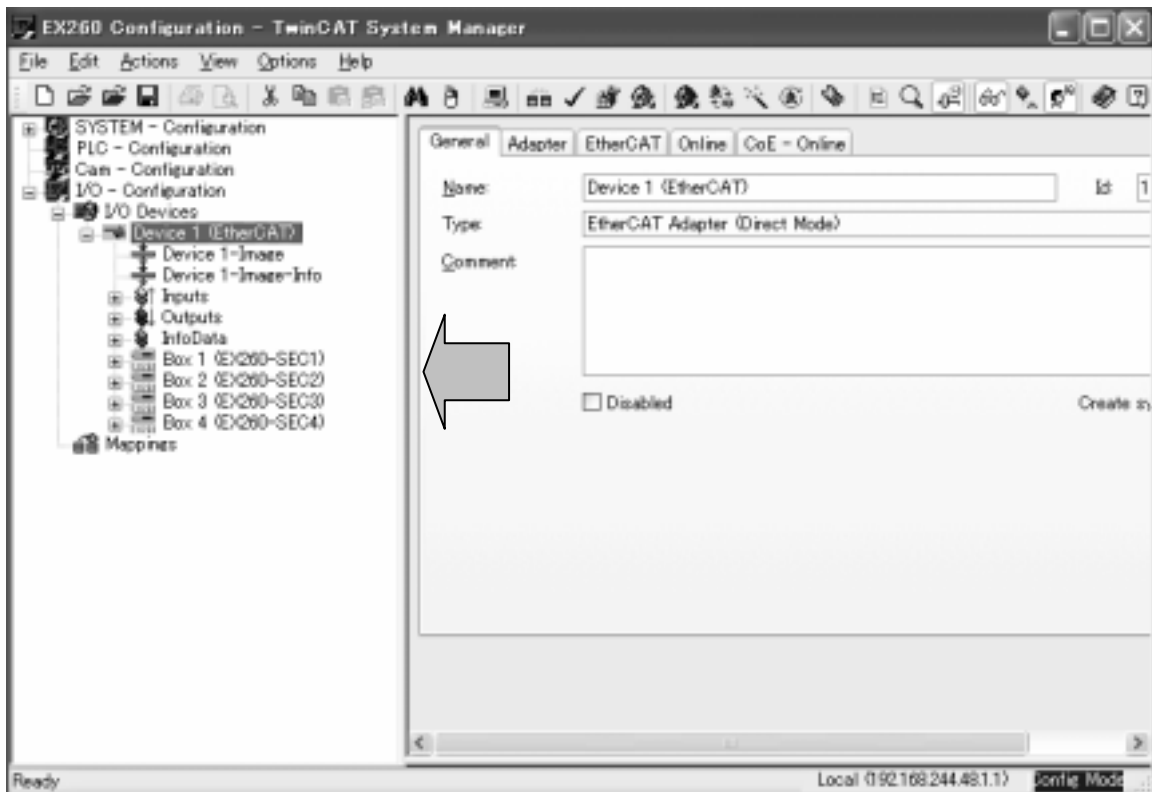 EX260 Configuration - TwinCAT System Manager
File Edit Actions View Options Help
SYSTEM - Configuration
PLC - Configuration
Cam - Configuration
I/O - Configuration
I/O Devices
Device 1 (EtherCAT)
Device 1-Image
Device 1-Image-Info
Inputs
Outputs
InfoData
Box 1 (EX260-SEC1)
Box 2 (EX260-SEC2)
Box 3 (EX260-SEC3)
Box 4 (EX260-SEC4)
Mappings
General Adapter EtherCAT Online CoE - Online
Name: Device 1 (EtherCAT) Id: 1
Type: EtherCAT Adapter (Direct Mode)
Comment:
Disabled Create sy
Ready Local (192.168.244.48.1.1) Config Mode